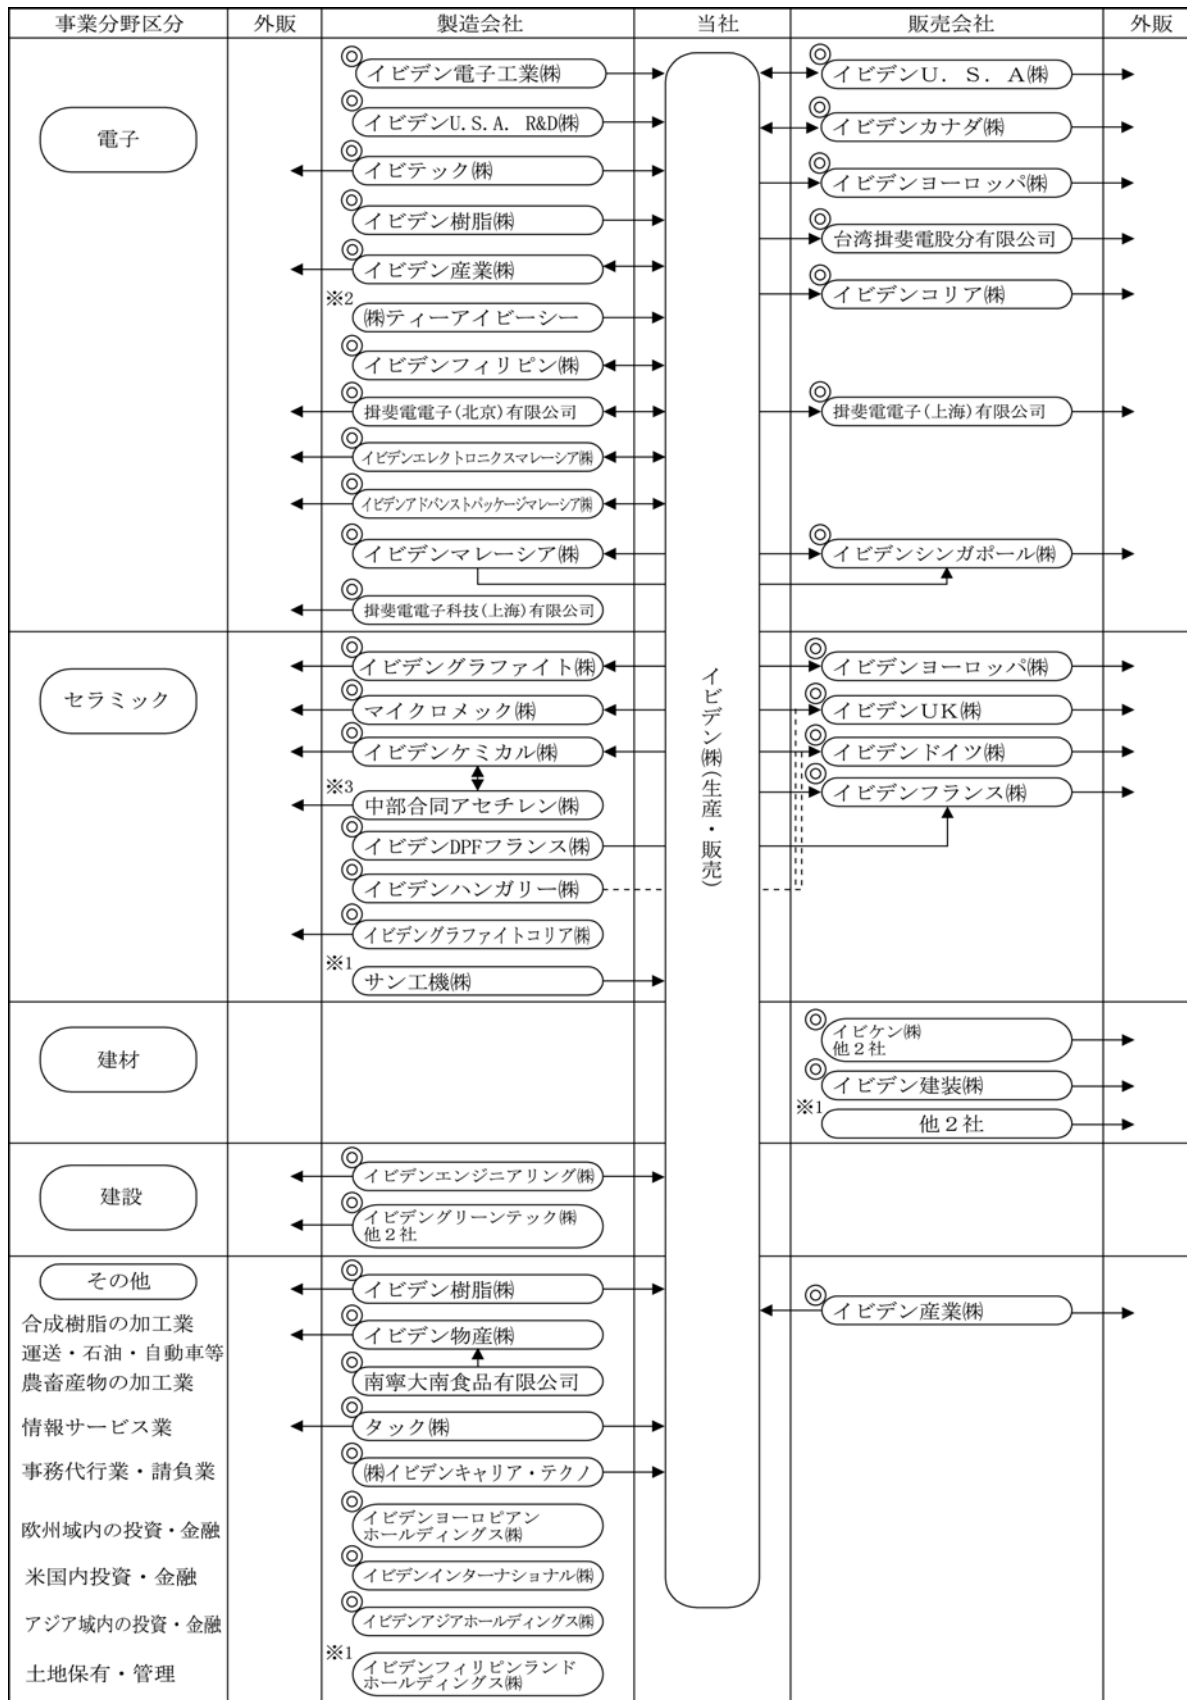 事業分野区分 外販 製造会社 当社 販売会社 外販
電子
◎
イビデン電子工業㈱
◎
イビデンU.S.A. R&D㈱
◎
イビテック㈱
◎
イビデン樹脂㈱
◎
イビデン産業㈱
※2
㈱ティーアイビーシー
◎
イビデンフィリピン㈱
◎
揖斐電電子(北京)有限公司
◎
イビデンエレクトロニクスマレーシア㈱
◎
イビデンアドバンストパッケージマレーシア㈱
◎
イビデンマレーシア㈱
◎
揖斐電電子科技(上海)有限公司
◎
イビデンU．S．A㈱
◎
イビデンカナダ㈱
◎
イビデンヨーロッパ㈱
◎
台湾揖斐電股分有限公司
◎
イビデンコリア㈱
◎
揖斐電電子(上海)有限公司
◎
イビデンシンガポール㈱
イビデン㈱(生産・販売)
セラミック
◎
イビデングラファイト㈱
◎
マイクロメック㈱
◎
イビデンケミカル㈱
※3
中部合同アセチレン㈱
◎
イビデンDPFフランス㈱
◎
イビデンハンガリー㈱
◎
イビデングラファイトコリア㈱
※1
サン工機㈱
◎
イビデンヨーロッパ㈱
◎
イビデンUK㈱
◎
イビデンドイツ㈱
◎
イビデンフランス㈱
建材
◎
イビケン㈱
他2社
◎
イビデン建装㈱
※1
他2社
建設
◎
イビデンエンジニアリング㈱
◎
イビデングリーンテック㈱
他2社
その他
合成樹脂の加工業
運送・石油・自動車等
農畜産物の加工業
情報サービス業
事務代行業・請負業
欧州域内の投資・金融
米国内投資・金融
アジア域内の投資・金融
土地保有・管理
◎
イビデン樹脂㈱
◎
イビデン物産㈱
◎
南寧大南食品有限公司
◎
タック㈱
◎
㈱イビデンキャリア・テクノ
◎
イビデンヨーロピアン
ホールディングス㈱
◎
イビデンインターナショナル㈱
◎
イビデンアジアホールディングス㈱
※1
イビデンフィリピンランド
ホールディングス㈱
◎
イビデン産業㈱